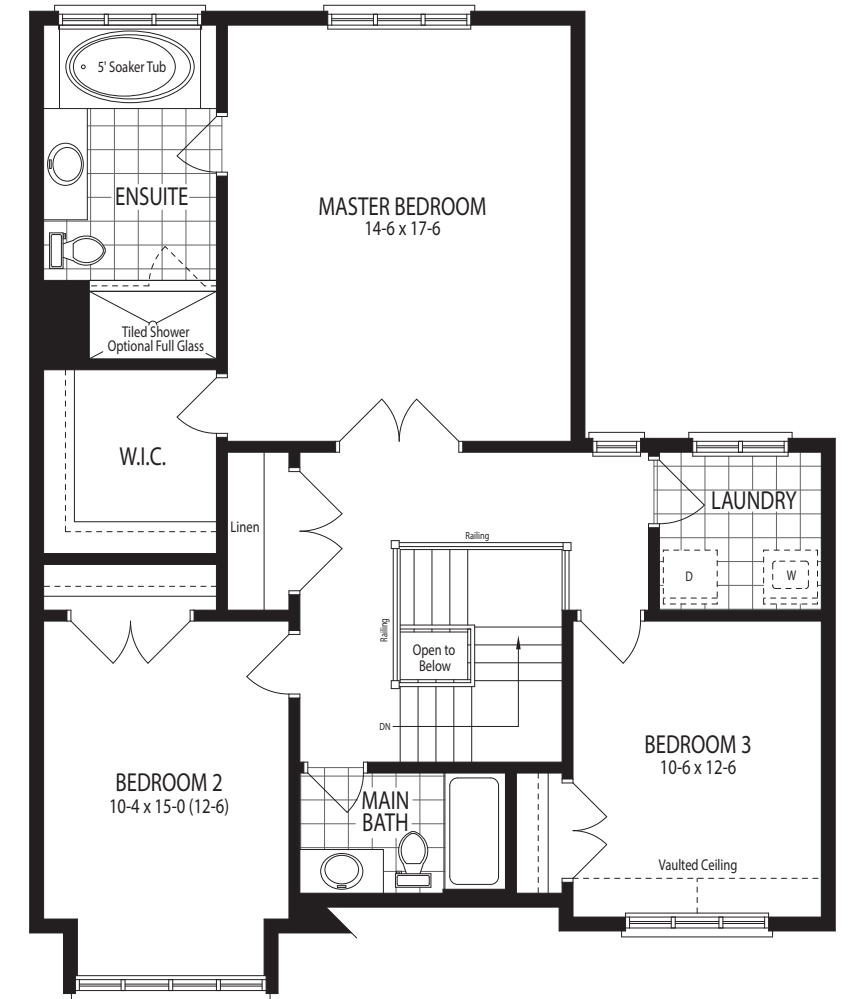 5' Soaker Tub
ENSUITE
MASTER BEDROOM
14-6 x 17-6
Tiled Shower
Optional Full Glass
W.I.C.
Linen
LAUNDRY
Railing
D
W
Railing
Open to
Below
DN
BEDROOM 3
10-6 x 12-6
BEDROOM 2
10-4 x 15-0 (12-6)
MAIN
BATH
Vaulted Ceiling